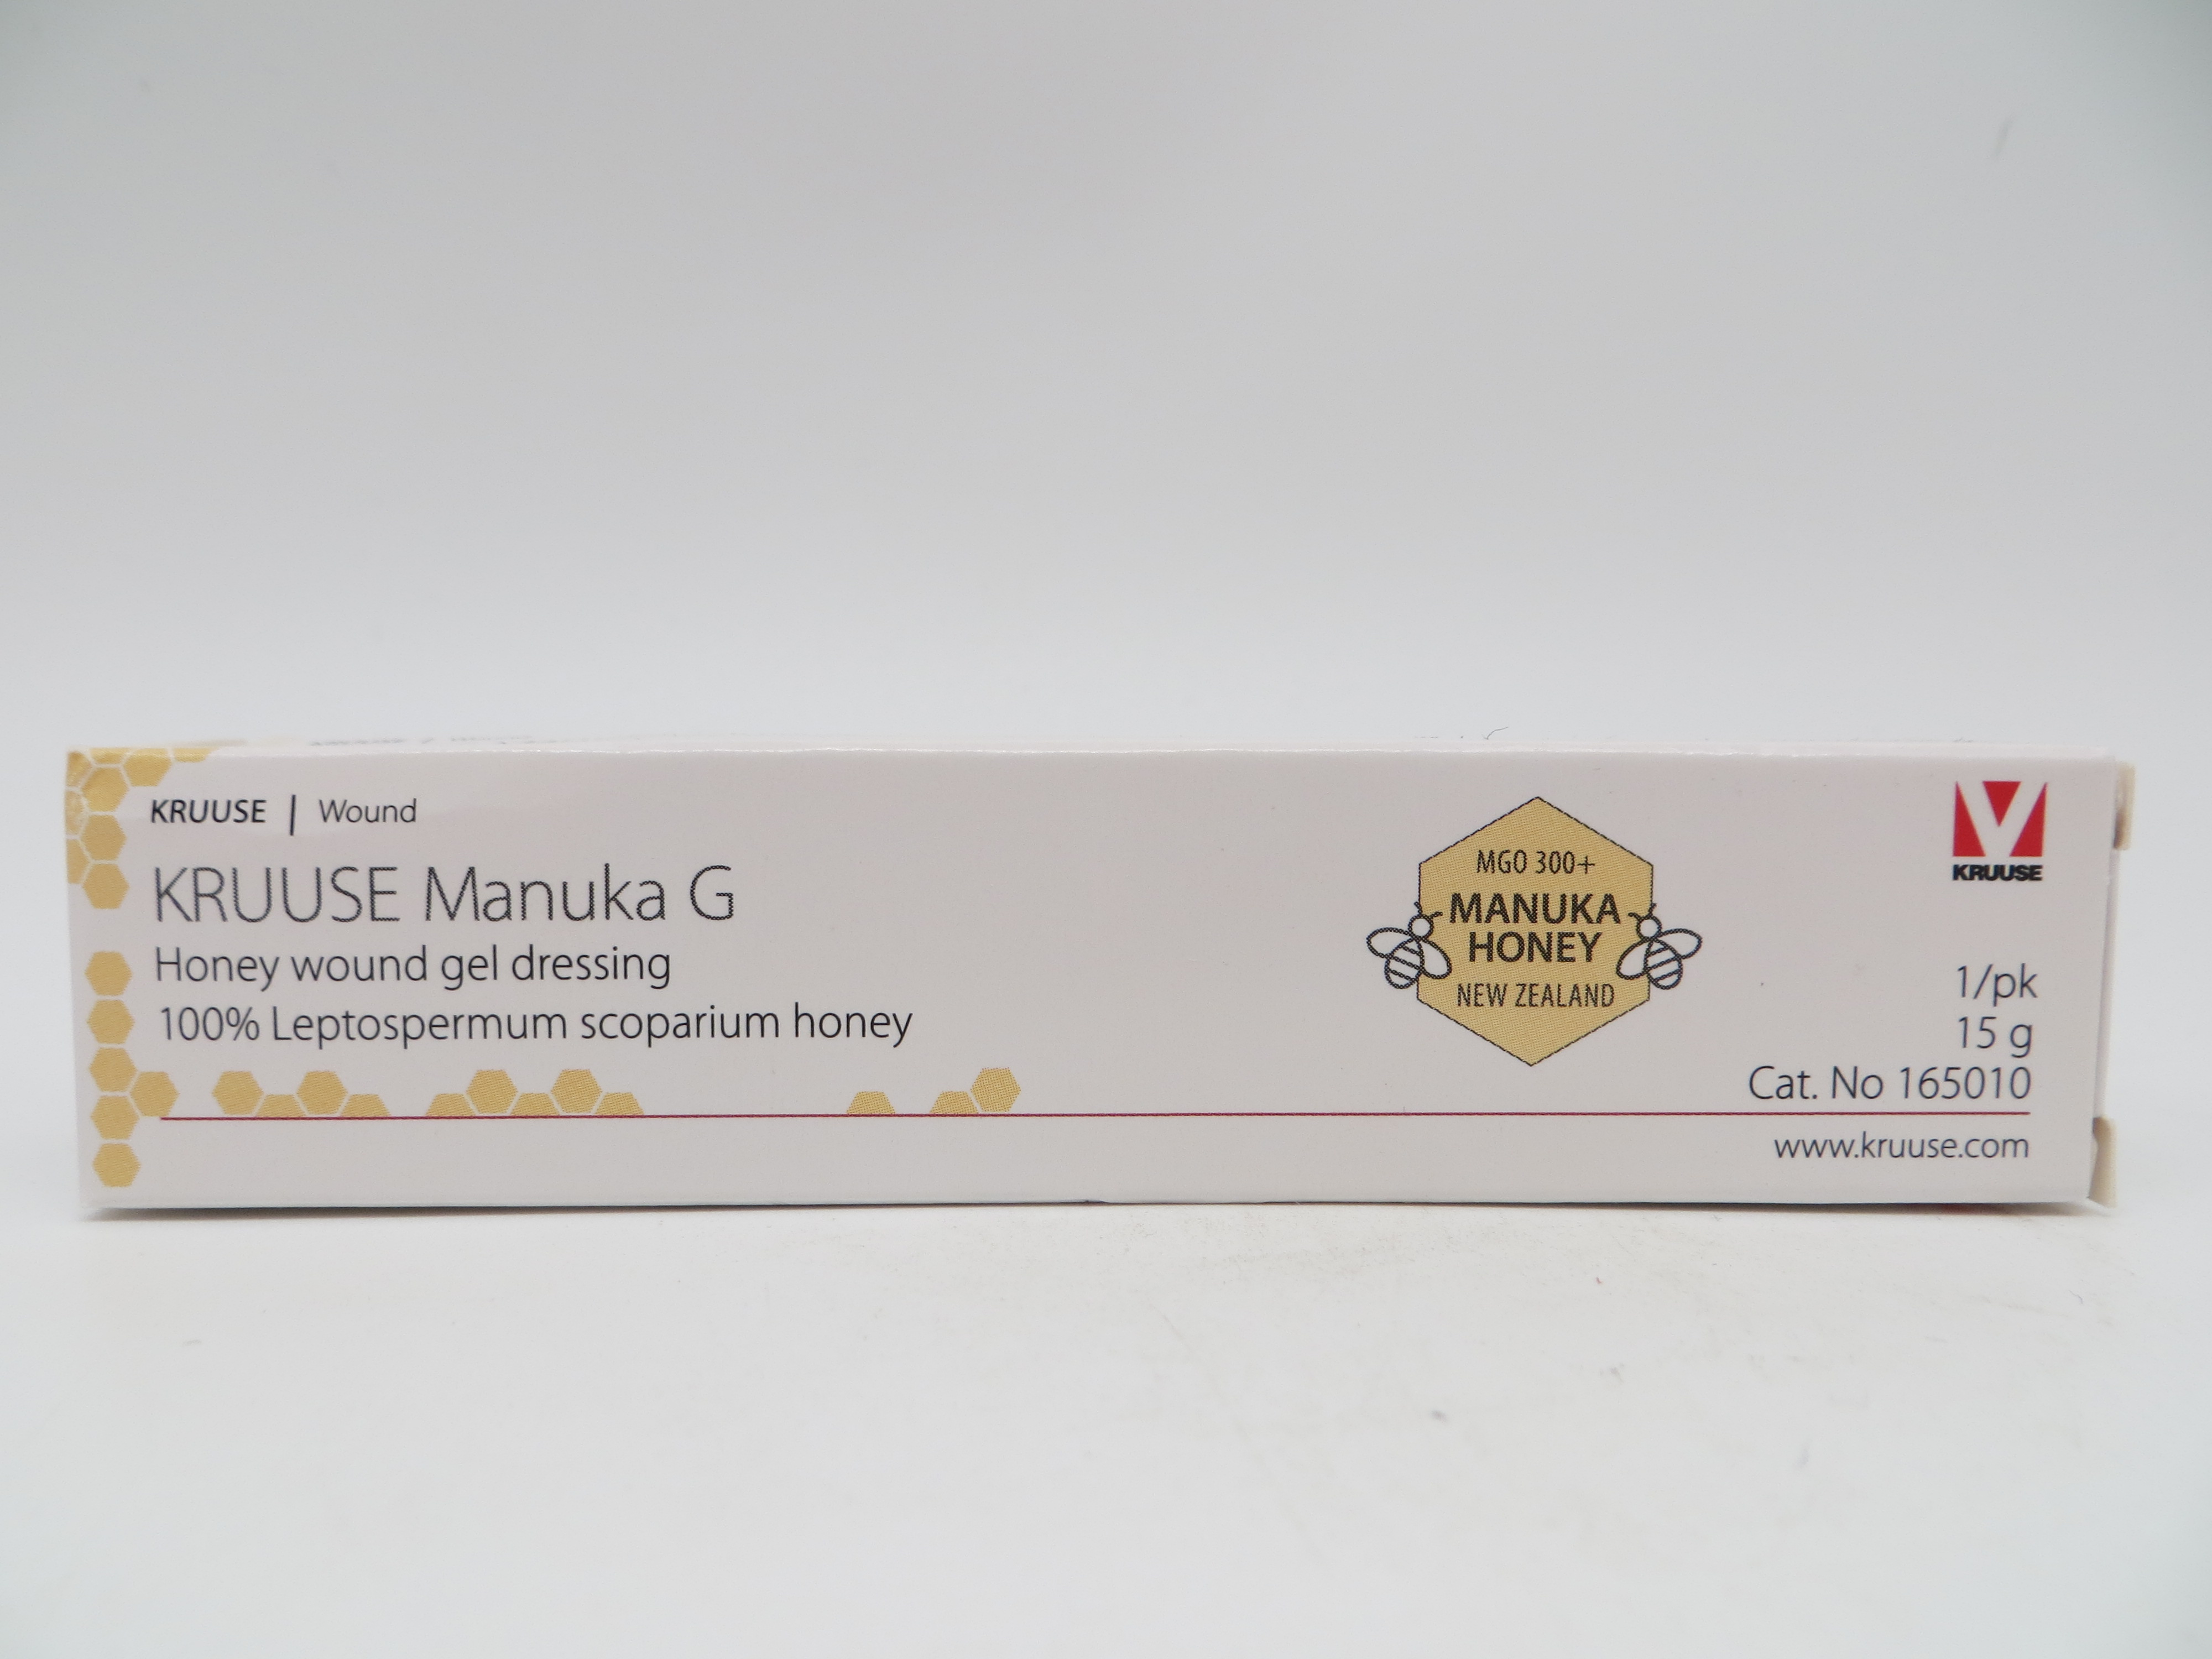 KRUUSE | Wound
KRUUSE Manuka G
Honey wound gel dressing
100% Leptospermum scoparium honey
MGO 300+
MANUKA
HONEY
NEW ZEALAND
KRUUSE
1/pk
15 g
Cat. No 165010
www.kruuse.com